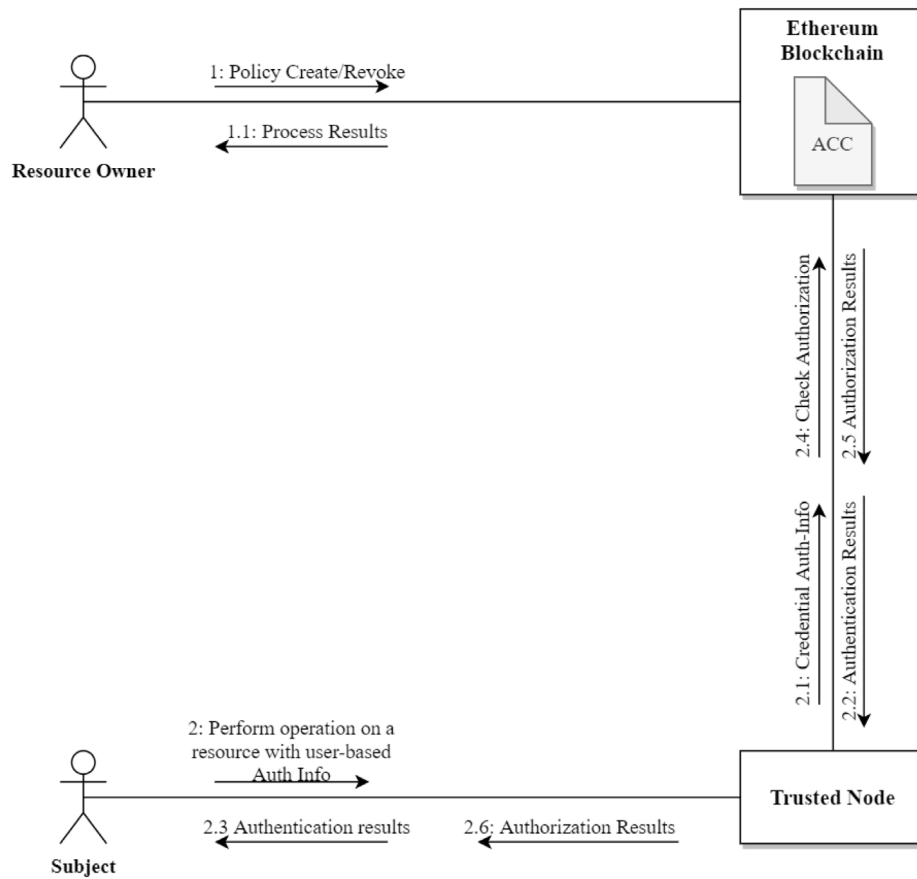 Ethereum
Blockchain
ACC
1: Policy Create/Revoke
1.1: Process Results
Resource Owner
2.4: Check Authorization
2.5 Authorization Results
2.1: Credential Auth-Info
2.2: Authentication Results
2: Perform operation on a
resource with user-based
Auth Info
Trusted Node
2.3 Authentication results
2.6: Authorization Results
Subject